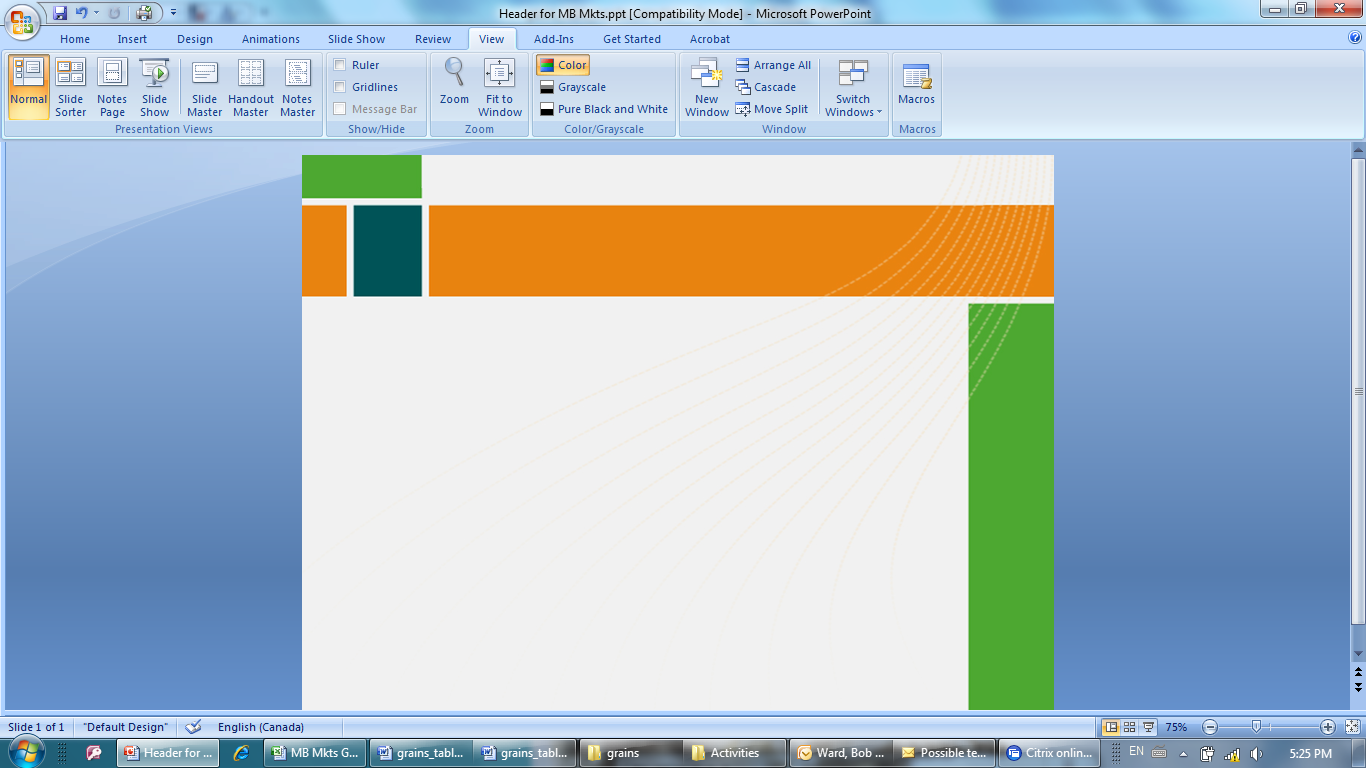 Header for MB Mkts.ppt [Compatibility Mode] - Microsoft PowerPoint
Home Insert Design Animations Slide Show Review View Add-Ins Get Started Acrobat
Normal Slide Sorter Notes Page Slide Show Slide Master Handout Master Notes Master
Presentation Views
Ruler
Gridlines
Message Bar
Show/Hide
Zoom Fit to Window
Zoom
Color
Grayscale
Pure Black and White
Color/Grayscale
New Window
Arrange All
Cascade
Move Split
Switch Windows
Window
Macros
Macros
Slide 1 of 1 "Default Design" English (Canada) 75%
Header for ... MB Mkts G... grains_tabl... grains_tabl... grains Activities Ward, Bob ... Possible te... Citrix onlin... EN 5:25 PM